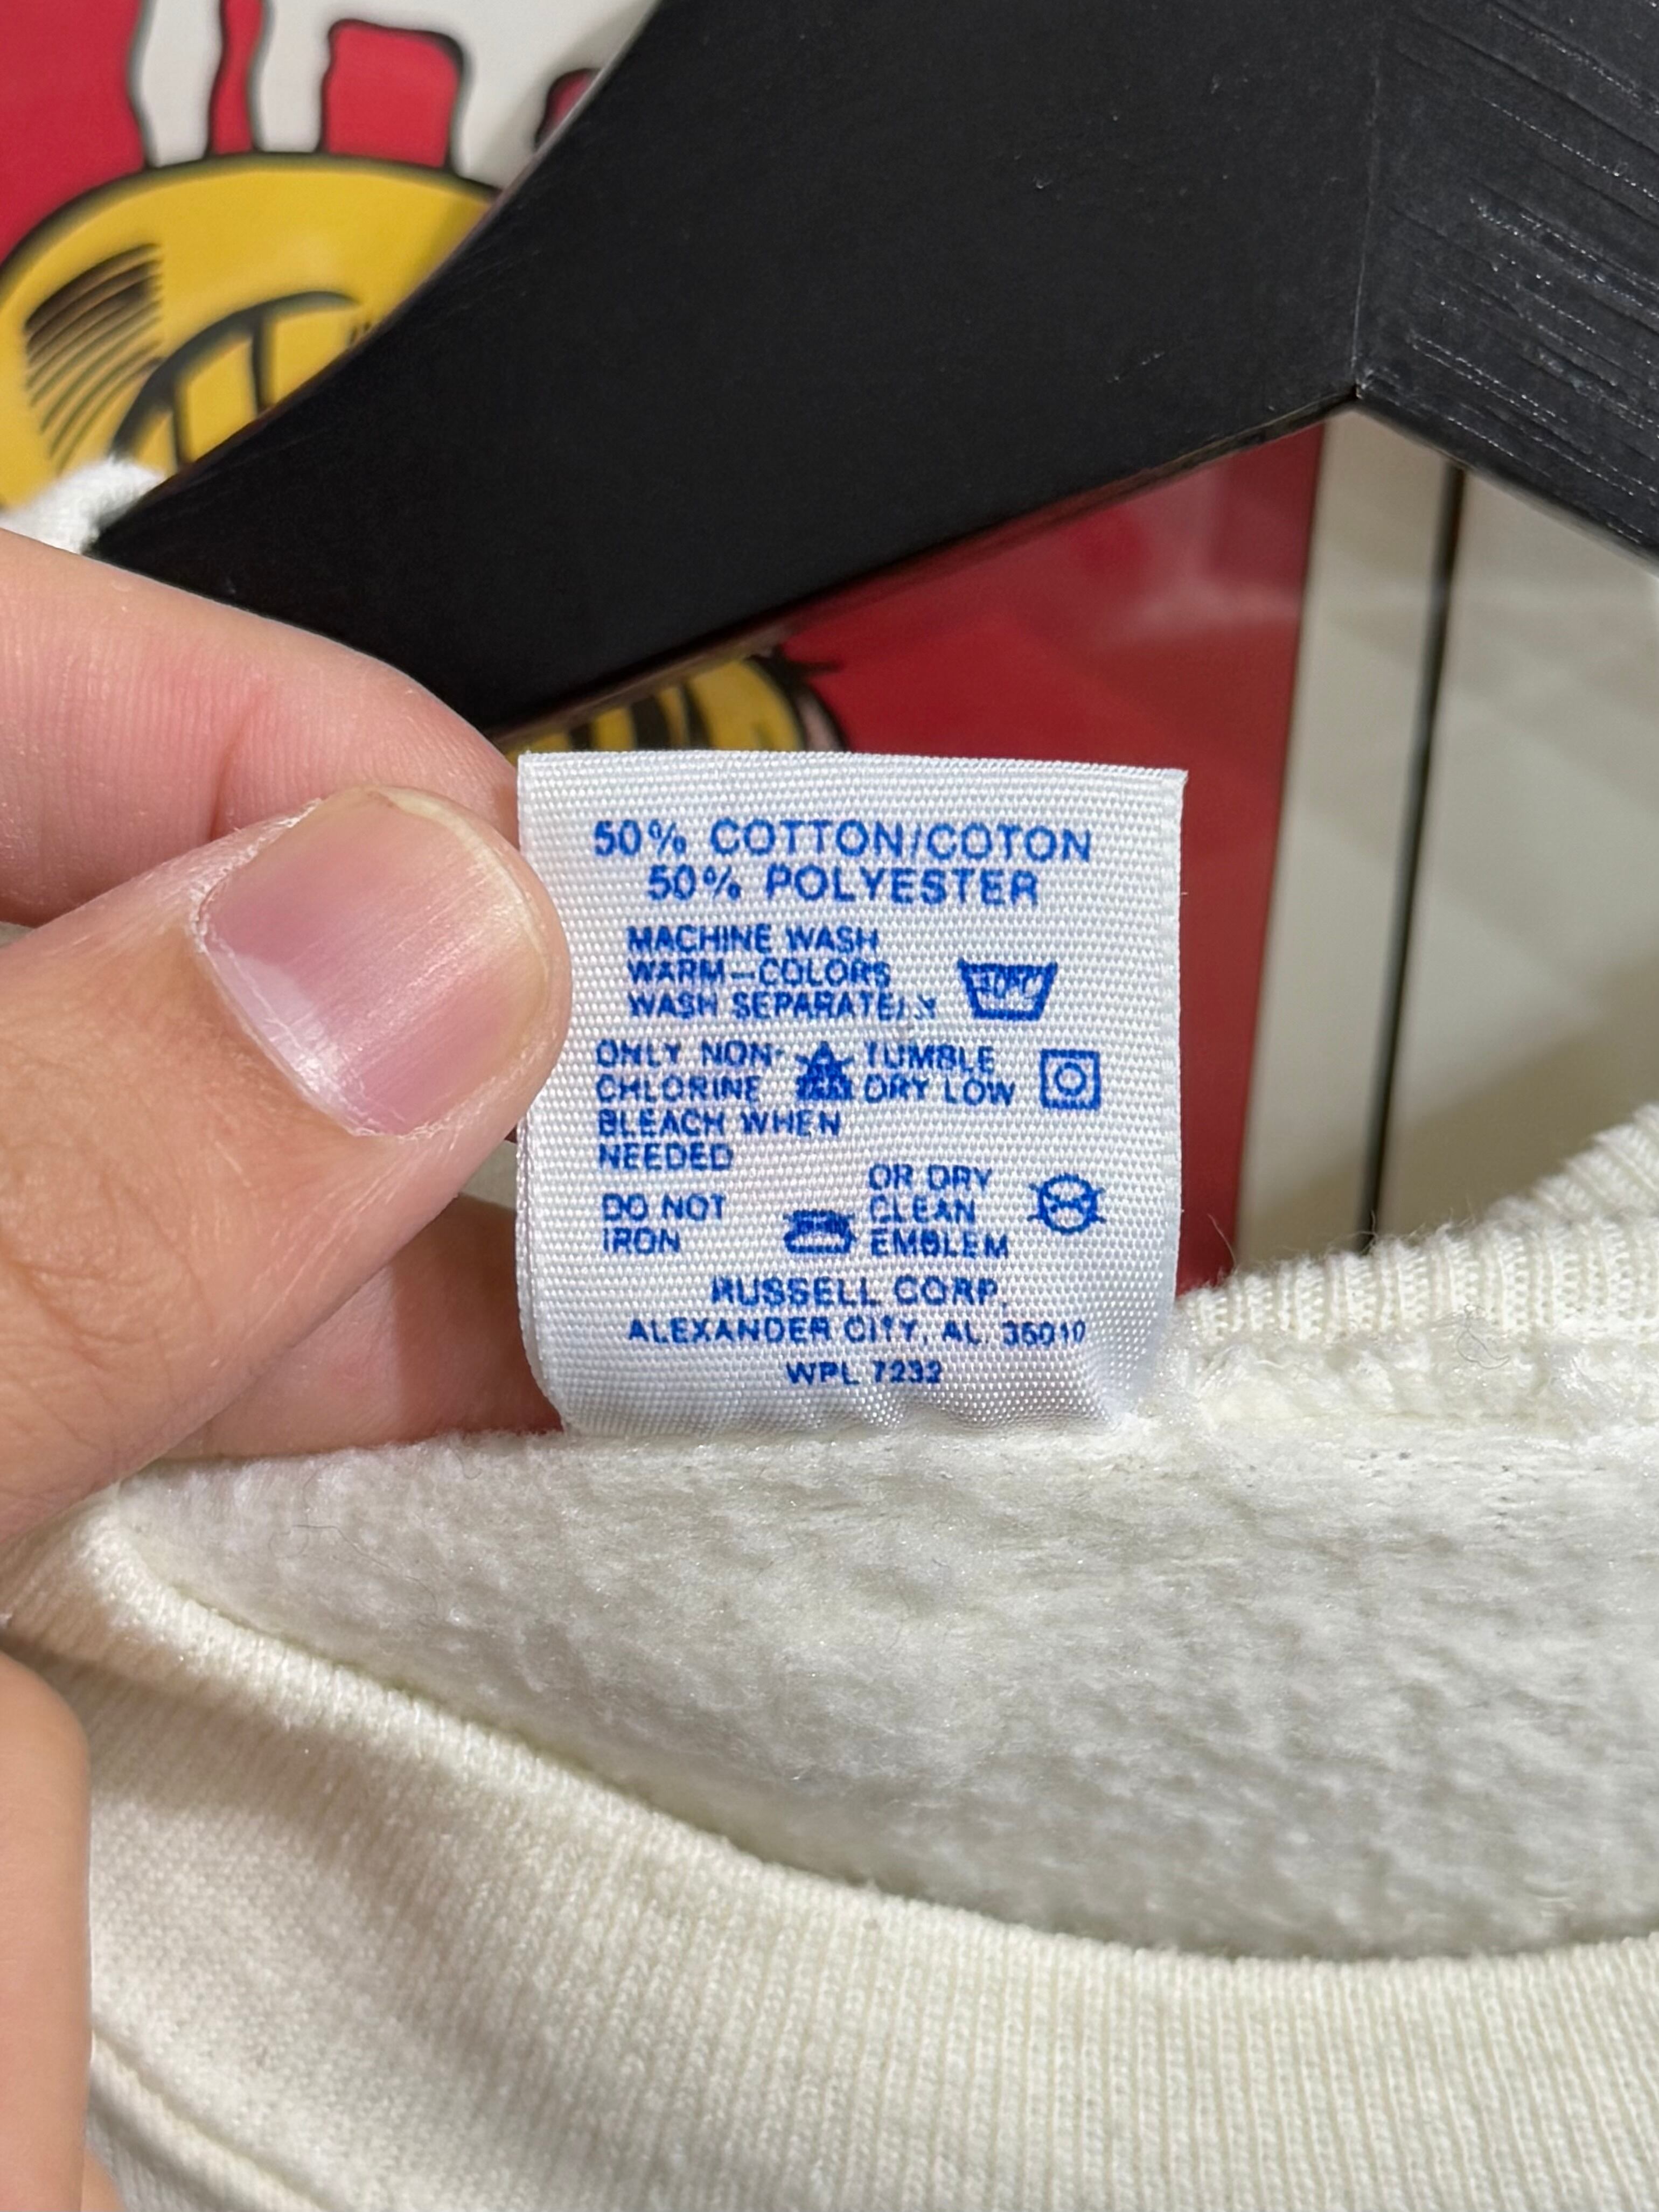 50% COTTON/COTON
50% POLYESTER
MACHINE WASH
WARM—COLORS
WASH SEPARATELY
40°C
ONLY NON-
CHLORINE
BLEACH WHEN
NEEDED
TUMBLE
DRY LOW
DO NOT
IRON
OR DRY
CLEAN
EMBLEM
RUSSELL CORP.
ALEXANDER CITY, AL. 35010
WPL 7232